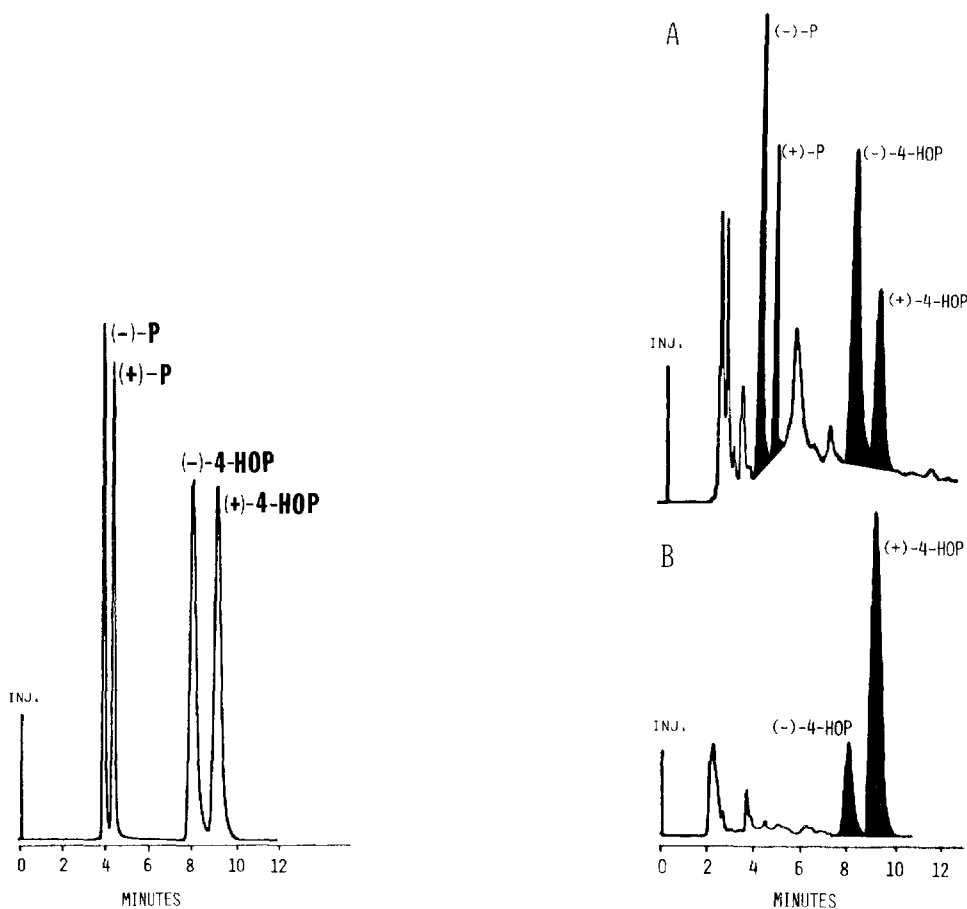 (-)-P
(+)-P
(-)-4-HOP
(+)-4-HOP
INJ.
0 2 4 6 8 10 12
MINUTES
A
(-)-P
(+)-P
(-)-4-HOP
(+)-4-HOP
INJ.
B
(+)-4-HOP
(-)-4-HOP
INJ.
0 2 4 6 8 10 12
MINUTES